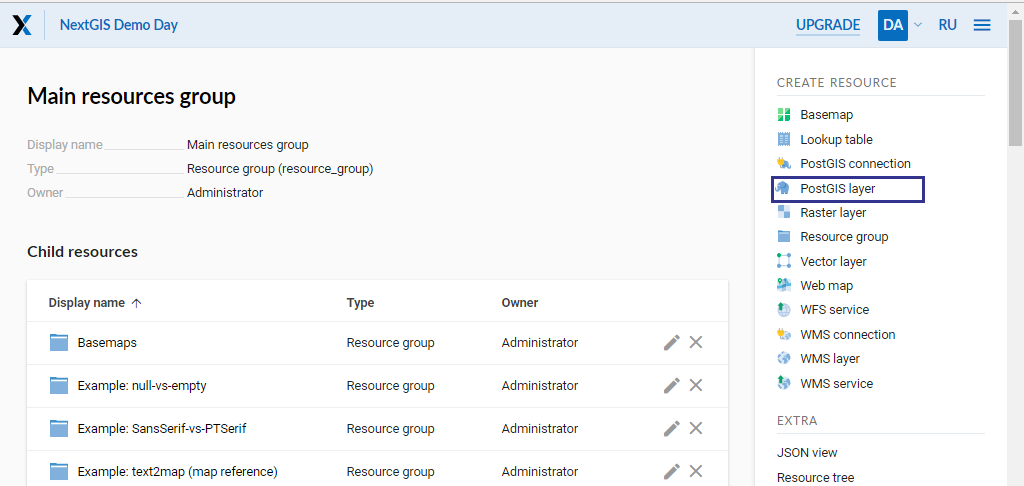 NextGIS Demo Day
UPGRADE
DA
RU
Main resources group
Display name Main resources group
Type Resource group (resource_group)
Owner Administrator
Child resources
Display name Type Owner
Basemaps Resource group Administrator
Example: null-vs-empty Resource group Administrator
Example: SansSerif-vs-PTSerif Resource group Administrator
Example: text2map (map reference) Resource group Administrator
CREATE RESOURCE
Basemap
Lookup table
PostGIS connection
PostGIS layer
Raster layer
Resource group
Vector layer
Web map
WFS service
WMS connection
WMS layer
WMS service
EXTRA
JSON view
Resource tree